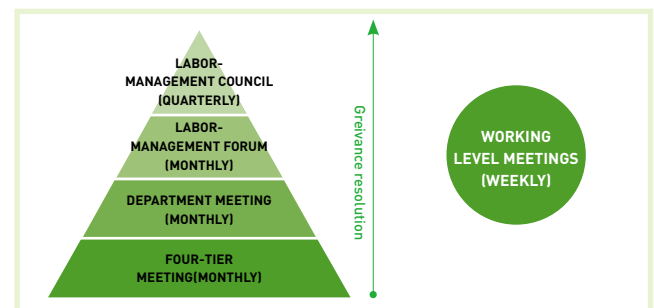 LABOR-
MANAGEMENT COUNCIL
(QUARTERLY)
LABOR-
MANAGEMENT FORUM
(MONTHLY)
DEPARTMENT MEETING
(MONTHLY)
FOUR-TIER
MEETING(MONTHLY)
Greivance resolution
WORKING
LEVEL MEETINGS
(WEEKLY)